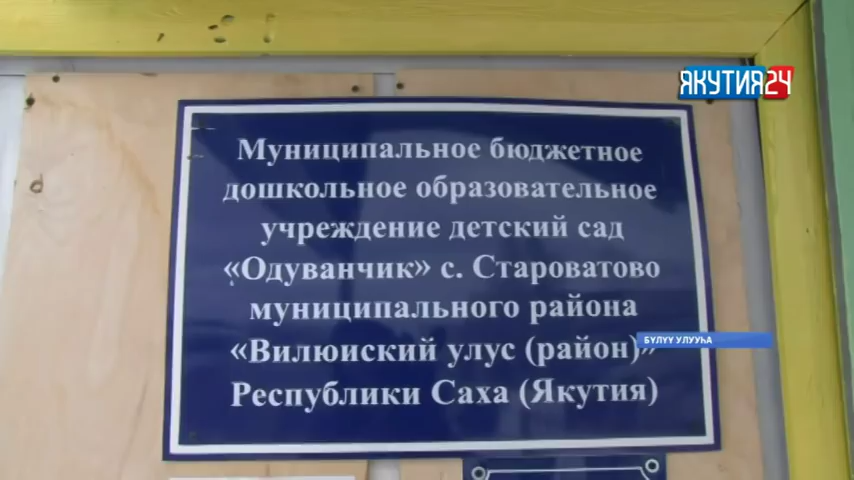 ЯКУТИЯ24
Муниципальное бюджетное
дошкольное образовательное
учреждение детский сад
«Одуванчик» с. Староватово
муниципального района
«Вилюиский улус (район)»
БҮЛҮҮ УЛУУҺА
Республики Саха (Якутия)